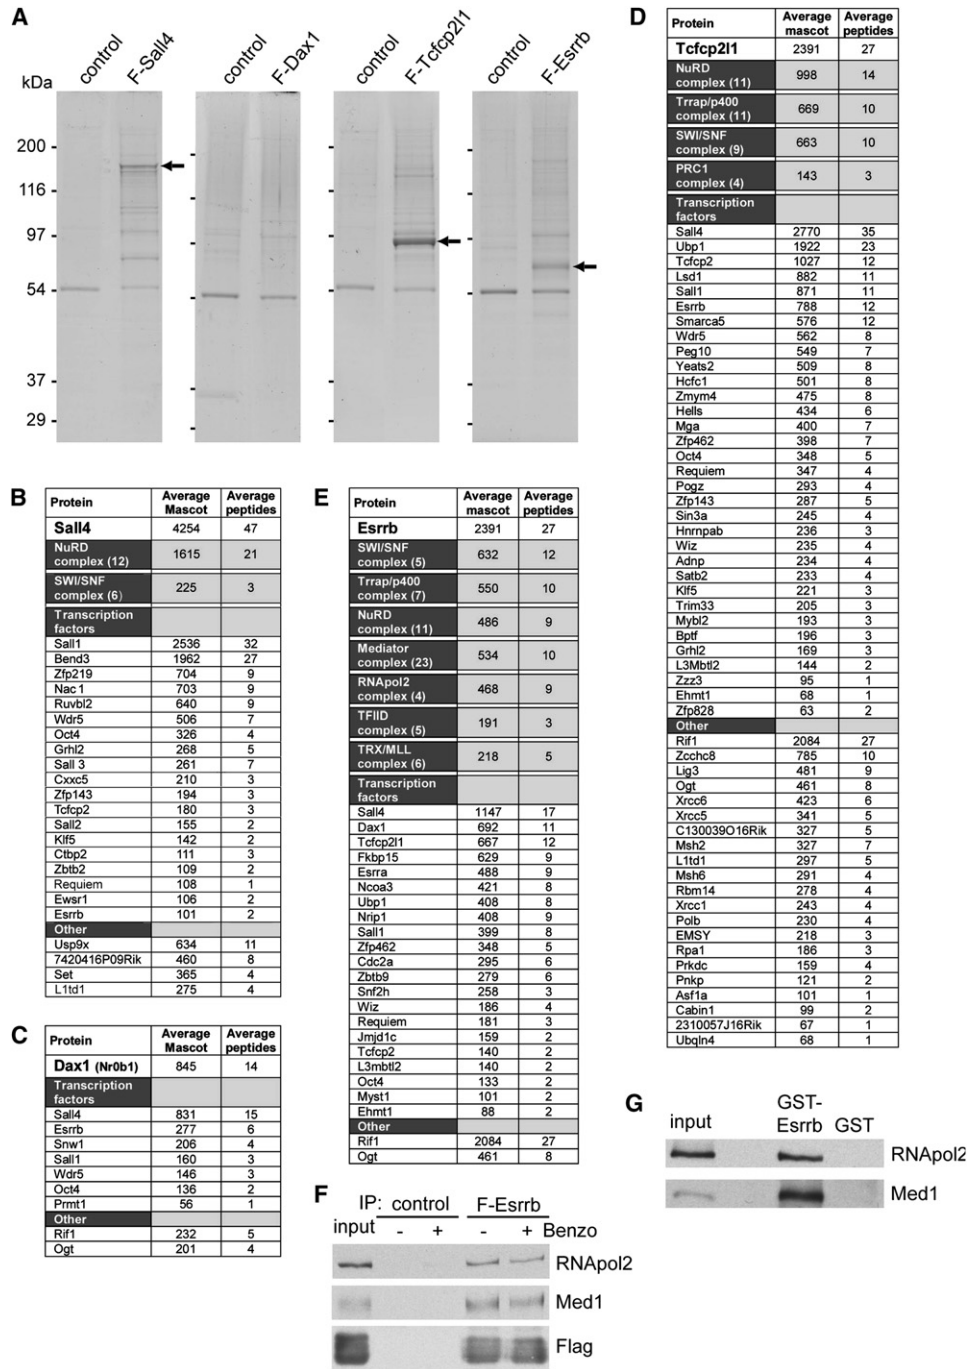 A
control F-Sall4 control F-Dax1 control F-Tcfcp2l1 control F-Esrrb
kDa
200
116
97
54
37
29
B
Protein Average Mascot Average peptides
Sall4 4254 47
NuRD complex (12) 1615 21
SWI/SNF complex (6) 225 3
Transcription factors
Sall1 2536 32
Bend3 1962 27
Zfp219 704 9
Nac 1 703 9
Ruvbl2 640 9
Wdr5 506 7
Oct4 326 4
Grhl2 268 5
Sall 3 261 7
Cxxc5 210 3
Zfp143 194 3
Tcfcp2 180 3
Sall2 155 2
Klf5 142 2
Ctbp2 111 3
Zbtb2 109 2
Requiem 108 1
Ewsr1 106 2
Esrrb 101 2
Other
Usp9x 634 11
7420416P09Rik 460 8
Set 365 4
L1td1 275 4
C
Protein Average Mascot Average peptides
Dax1 (Nr0b1) 845 14
Transcription factors
Sall4 831 15
Esrrb 277 6
Snw1 206 4
Sall1 160 3
Wdr5 146 3
Oct4 136 2
Prmt1 56 1
Other
Rif1 232 5
Ogt 201 4
D
Protein Average mascot Average peptides
Tcfcp2l1 2391 27
NuRD complex (11) 998 14
Trrap/p400 complex (11) 669 10
SWI/SNF complex (9) 663 10
PRC1 complex (4) 143 3
Transcription factors
Sall4 2770 35
Ubp1 1922 23
Tcfcp2 1027 12
Lsd1 882 11
Sall1 871 11
Esrrb 788 12
Smarca5 576 12
Wdr5 562 8
Peg10 549 7
Yeats2 509 8
Hcfc1 501 8
Zmym4 475 8
Hells 434 6
Mga 400 7
Zfp462 398 7
Oct4 348 5
Requiem 347 4
Pogz 293 4
Zfp143 287 5
Sin3a 245 4
Hnrnpab 236 3
Wiz 235 4
Adnp 234 4
Satb2 233 4
Klf5 221 3
Trim33 205 3
Mybl2 193 3
Bptf 196 3
Grhl2 169 3
L3Mbtl2 144 2
Zzz3 95 1
Ehmt1 68 1
Zfp828 63 2
Other
Rif1 2084 27
Zcchc8 785 10
Lig3 481 9
Ogt 461 8
Xrcc6 423 6
Xrcc5 341 5
C130039O16Rik 327 5
Msh2 327 7
L1td1 297 5
Msh6 291 4
Rbm14 278 4
Xrcc1 243 4
Polb 230 4
EMSY 218 3
Rpa1 186 3
Prkdc 159 4
Pnkp 121 2
Asf1a 101 1
Cabin1 99 2
2310057J16Rik 67 1
Ubqln4 68 1
E
Protein Average mascot Average peptides
Esrrb 2391 27
SWI/SNF complex (5) 632 12
Trrap/p400 complex (7) 550 10
NuRD complex (11) 486 9
Mediator complex (23) 534 10
RNApol2 complex (4) 468 9
TFIID complex (5) 191 3
TRX/MLL complex (6) 218 5
Transcription factors
Sall4 1147 17
Dax1 692 11
Tcfcp2l1 667 12
Fkbp15 629 9
Esrra 488 9
Ncoa3 421 8
Ubp1 408 8
Nrip1 408 9
Sall1 399 8
Zfp462 348 5
Cdc2a 295 6
Zbtb9 279 6
Snf2h 258 3
Wiz 186 4
Requiem 181 3
Jmjd1c 159 2
Tcfcp2 140 2
L3mbtl2 140 2
Oct4 133 2
Myst1 101 2
Ehmt1 88 2
Other
Rif1 2084 27
Ogt 461 8
F
IP: control F-Esrrb
input - + - + Benzo
RNApol2
Med1
Flag
G
input GST-Esrrb GST
RNApol2
Med1